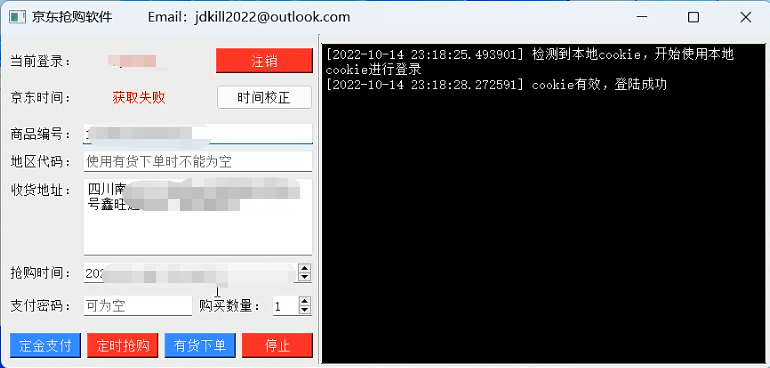 京东抢购软件 Email: jdkill2022@outlook.com
当前登录： 注销
京东时间： 获取失败 时间校正
商品编号：
地区代码： 使用有货下单时不能为空
收货地址： 四川南
号鑫旺
抢购时间： 202
支付密码： 可为空 购买数量： 1
定金支付 定时抢购 有货下单 停止
[2022-10-14 23:18:25.493901] 检测到本地cookie，开始使用本地
cookie进行登录
[2022-10-14 23:18:28.272591] cookie有效，登陆成功